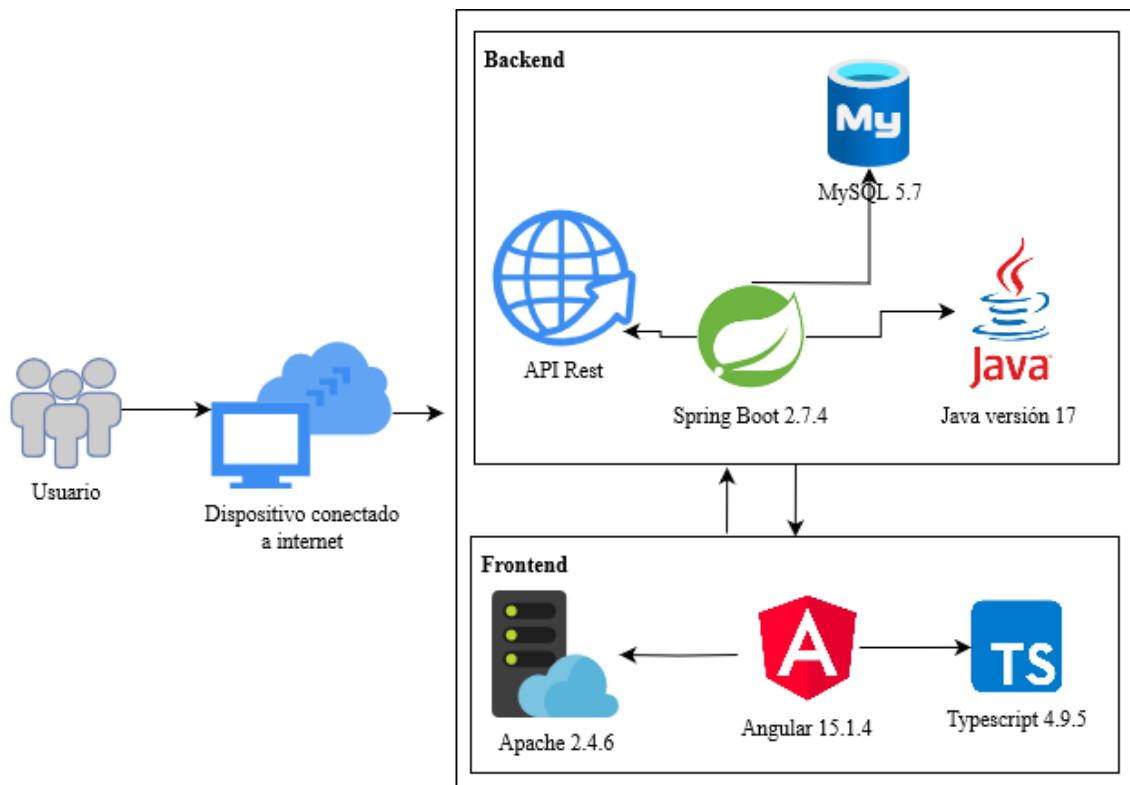 Backend
My
MySQL 5.7
API Rest
Spring Boot 2.7.4
Java
Java versión 17
Usuario
Dispositivo conectado
a internet
Frontend
Apache 2.4.6
A
Angular 15.1.4
TS
Typescript 4.9.5